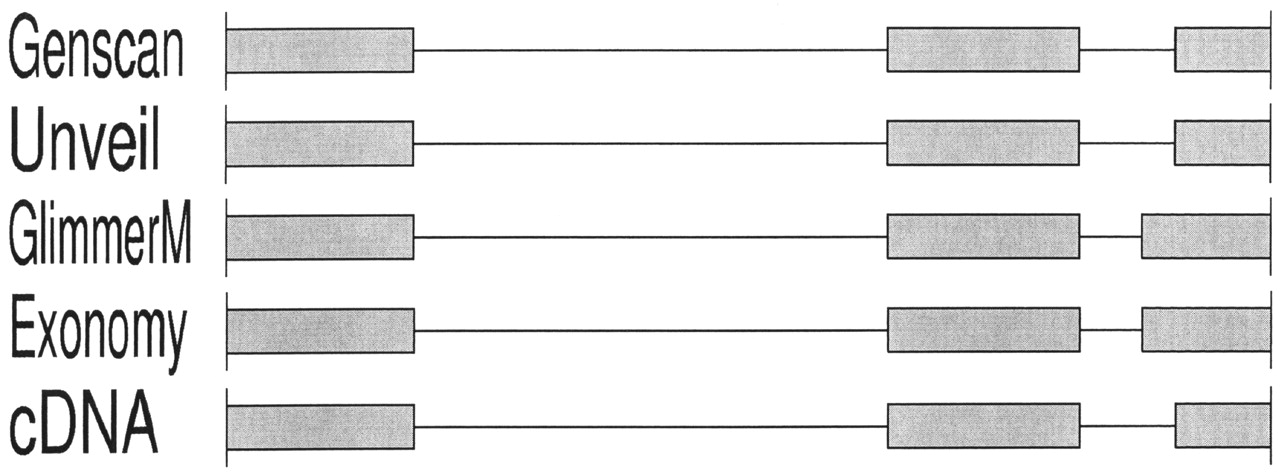 Genscan
Unveil
GlimmerM
Exonomy
cDNA